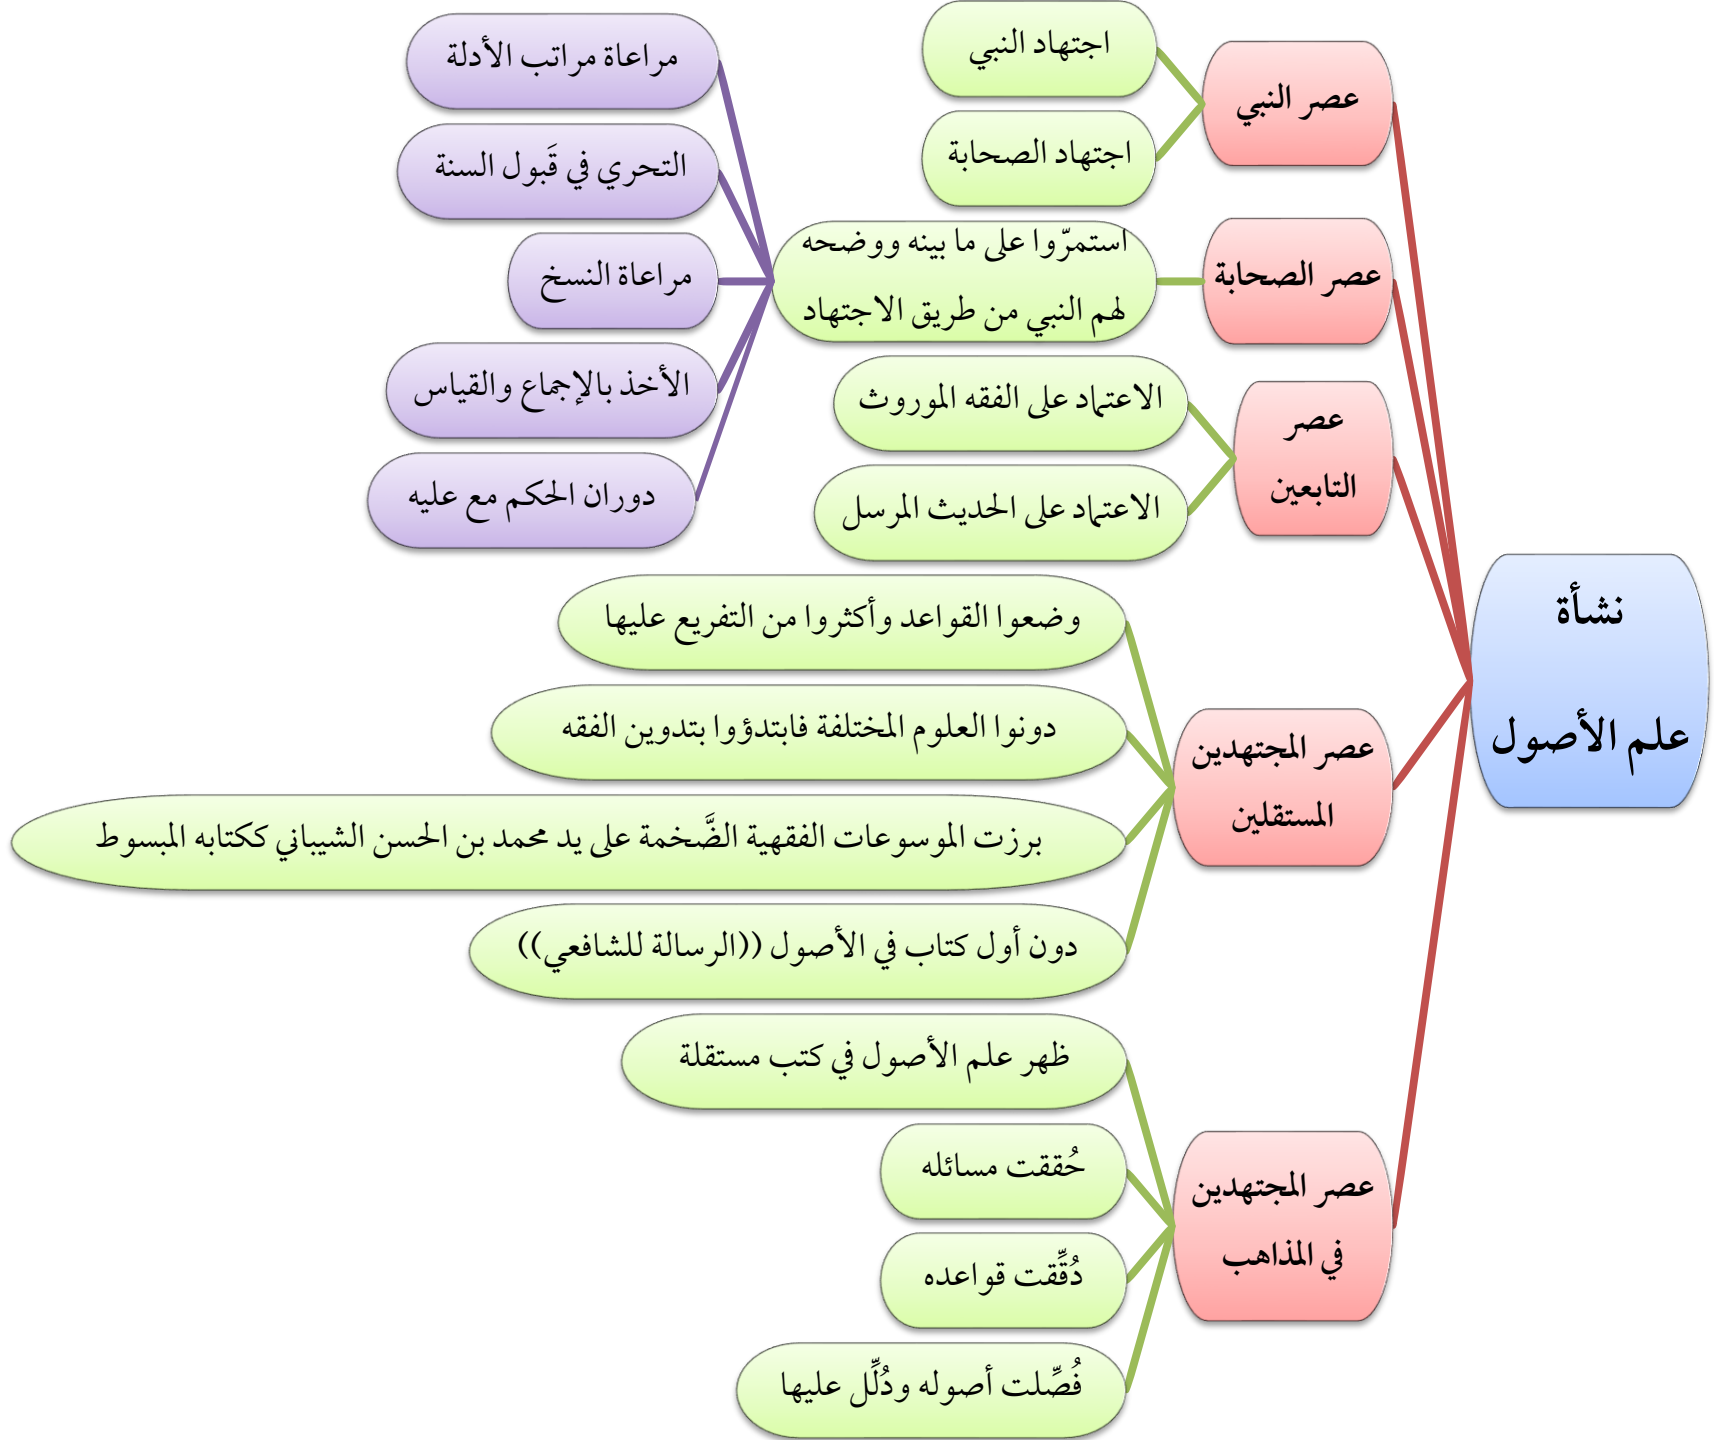 نشأة
علم الأصول
عصر النبي
اجتهاد النبي
اجتهاد الصحابة
عصر الصحابة
استمرّوا على ما بينه ووضحه
لهم النبي من طريق الاجتهاد
مراعاة مراتب الأدلة
التحري في قَبول السنة
مراعاة النسخ
الأخذ بالإجماع والقياس
دوران الحكم مع عليه
عصر
التابعين
الاعتماد على الفقه الموروث
الاعتماد على الحديث المرسل
عصر المجتهدين
المستقلين
وضعوا القواعد وأكثروا من التفريع عليها
دونوا العلوم المختلفة فابتدؤوا بتدوين الفقه
برزت الموسوعات الفقهية الضَّخمة على يد محمد بن الحسن الشيباني ككتابه المبسوط
دون أول كتاب في الأصول ((الرسالة للشافعي))
عصر المجتهدين
في المذاهب
ظهر علم الأصول في كتب مستقلة
حُققت مسائله
دُقِّقت قواعده
فُصِّلت أصوله ودُلِّل عليها